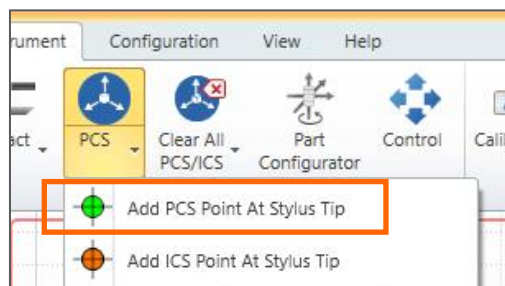 rument Configuration View Help
act PCS Clear All Part Control Cali
PCS/ICS Configurator
Add PCS Point At Stylus Tip
Add ICS Point At Stylus Tip